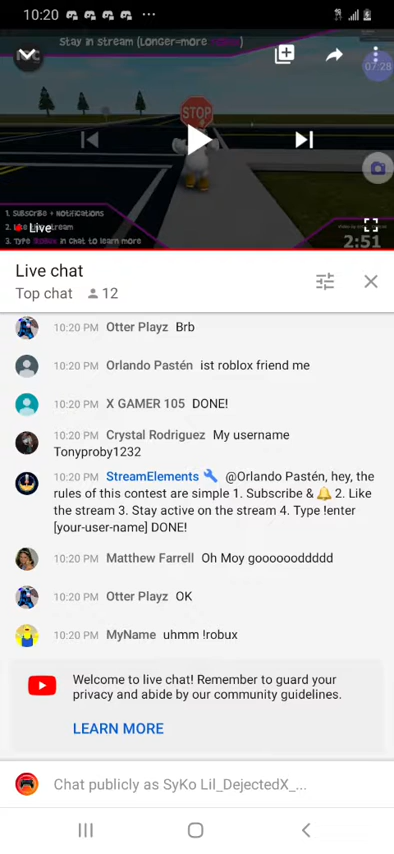 10:20
Stay in stream (Longer=more
07:28
STOP
1. Subscribe + Notifications
Live
3. Type Robux in chat to learn more
2:51
Live chat
Top chat 12
10:20 PM Otter Playz Brb
10:20 PM Orlando Pastén ist roblox friend me
10:20 PM X GAMER 105 DONE!
10:20 PM Crystal Rodriguez My username
Tonyproby1232
10:20 PM StreamElements @Orlando Pastén, hey, the
rules of this contest are simple 1. Subscribe & 🔔 2. Like
the stream 3. Stay active on the stream 4. Type !enter
[your-user-name] DONE!
10:20 PM Matthew Farrell Oh Moy gooooooddddd
10:20 PM Otter Playz OK
10:20 PM MyName uhmm !robux
Welcome to live chat! Remember to guard your
privacy and abide by our community guidelines.
LEARN MORE
Chat publicly as SyKo Lil_DejectedX_...